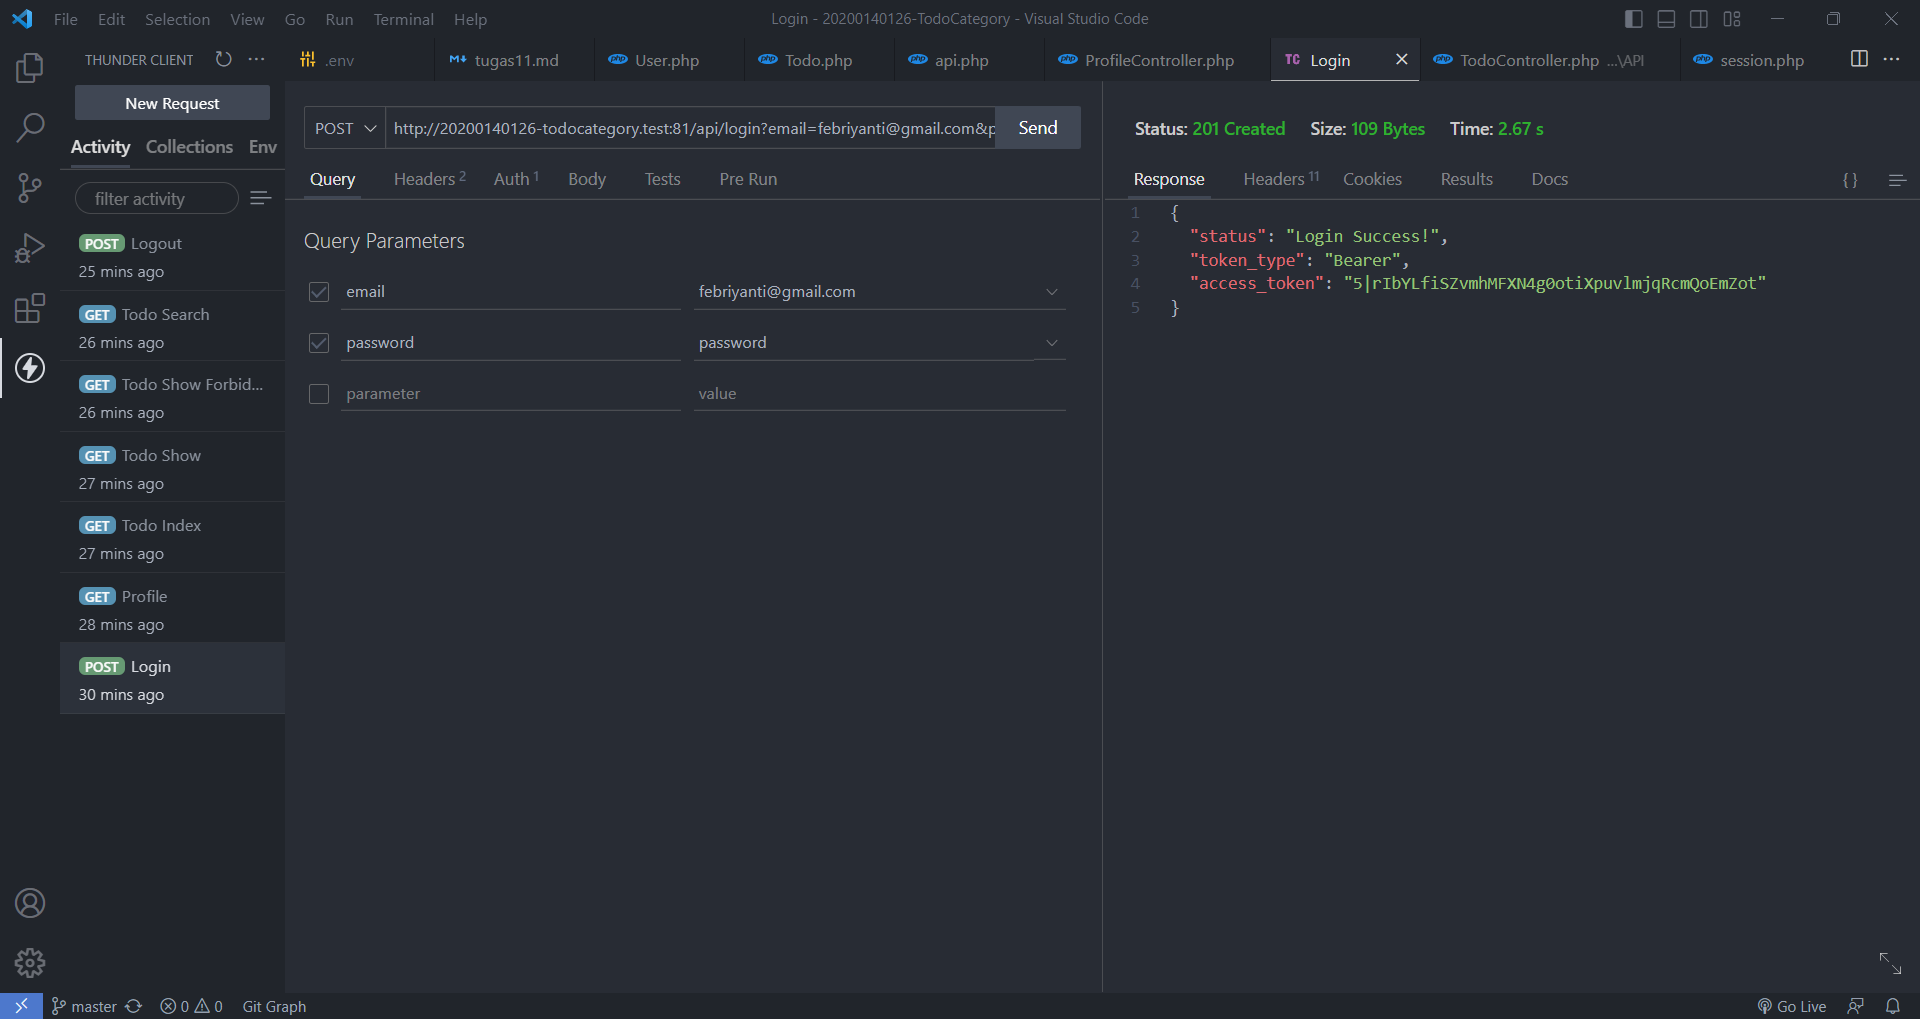 File Edit Selection View Go Run Terminal Help
Login - 20200140126-TodoCategory - Visual Studio Code
THUNDER CLIENT
New Request
Activity Collections Env
filter activity
POST Logout
25 mins ago
GET Todo Search
26 mins ago
GET Todo Show Forbid...
26 mins ago
GET Todo Show
27 mins ago
GET Todo Index
27 mins ago
GET Profile
28 mins ago
POST Login
30 mins ago
.env
tugas11.md
php User.php
php Todo.php
php api.php
php ProfileController.php
TC Login
php TodoController.php ...\API
php session.php
POST http://20200140126-todocategory.test:81/api/login?email=febriyanti@gmail.com&p Send
Query Headers 2 Auth 1 Body Tests Pre Run
Query Parameters
email febriyanti@gmail.com
password password
parameter value
Status: 201 Created Size: 109 Bytes Time: 2.67 s
Response Headers 11 Cookies Results Docs { }
1 {
2 "status": "Login Success!",
3 "token_type": "Bearer",
4 "access_token": "5|rIbYLfiSZvmhMFXN4g0otiXpuvlmjqRcmQoEmZot"
5 }
master 0 0 Git Graph
Go Live